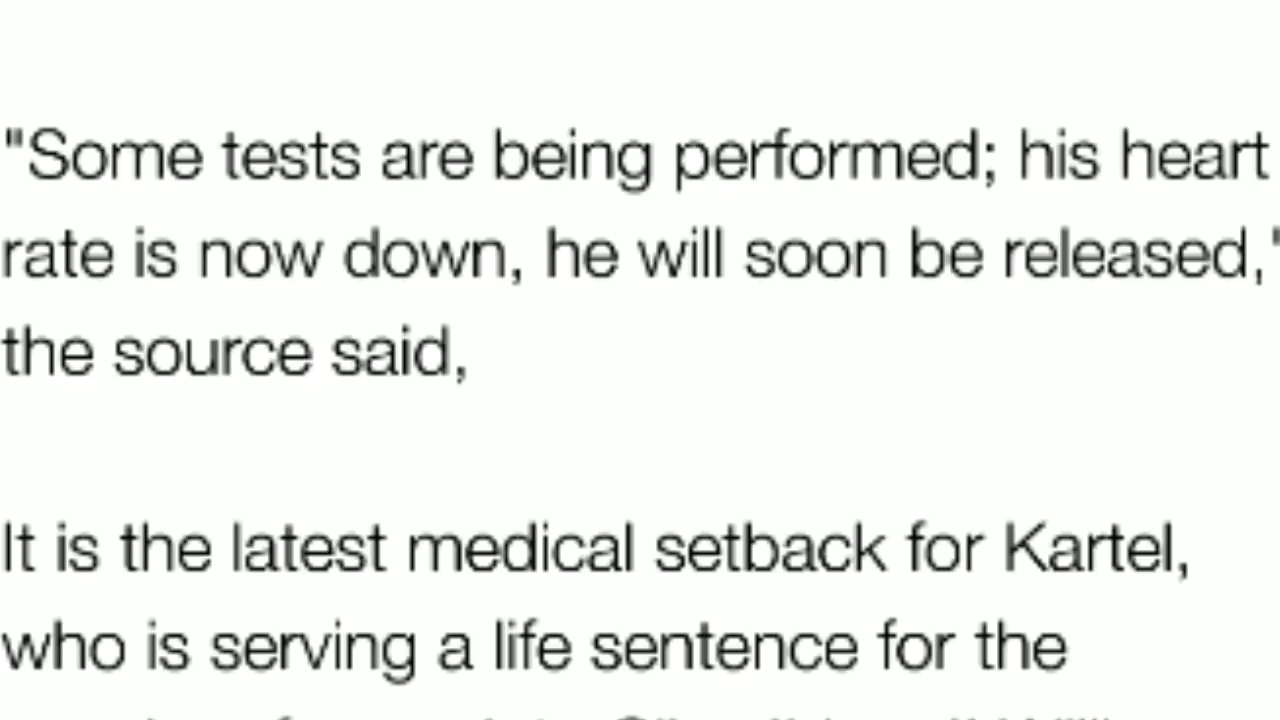 "Some tests are being performed; his heart
rate is now down, he will soon be released,"
the source said,
It is the latest medical setback for Kartel,
who is serving a life sentence for the